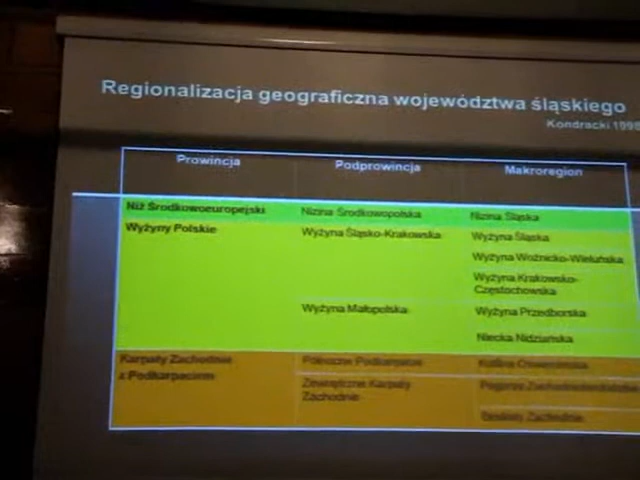 Regionalizacja geograficzna województwa śląskiego
Kondracki 1998
Prowincja Podprowincja Makroregion
Niż Środkowoeuropejski Nizina Środkowopolska Nizina Śląska
Wyżyny Polskie Wyżyna Śląsko-Krakowska Wyżyna Śląska
Wyżyna Woźnicko-Wieluńska
Wyżyna Krakowsko-
Częstochowska
Wyżyna Małopolska Wyżyna Przedborska
Niecka Nidziańska
Karpaty Zachodnie Północne Podkarpacie Kotlina Oświęcimska
z Podkarpaciem Zewnętrzne Karpaty
Zachodnie
Beskidy Zachodnie